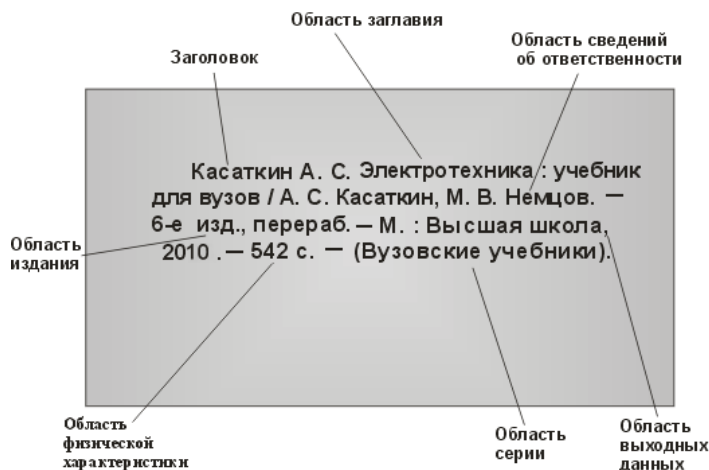 Область заглавия
Заголовок
Область сведений
об ответственности
Касаткин А. С. Электротехника : учебник
для вузов / А. С. Касаткин, М. В. Немцов. —
6-е изд., перераб. — М. : Высшая школа,
2010 . — 542 с. — (Вузовские учебники).
Область
издания
Область
физической
характеристики
Область
серии
Область
выходных
данных